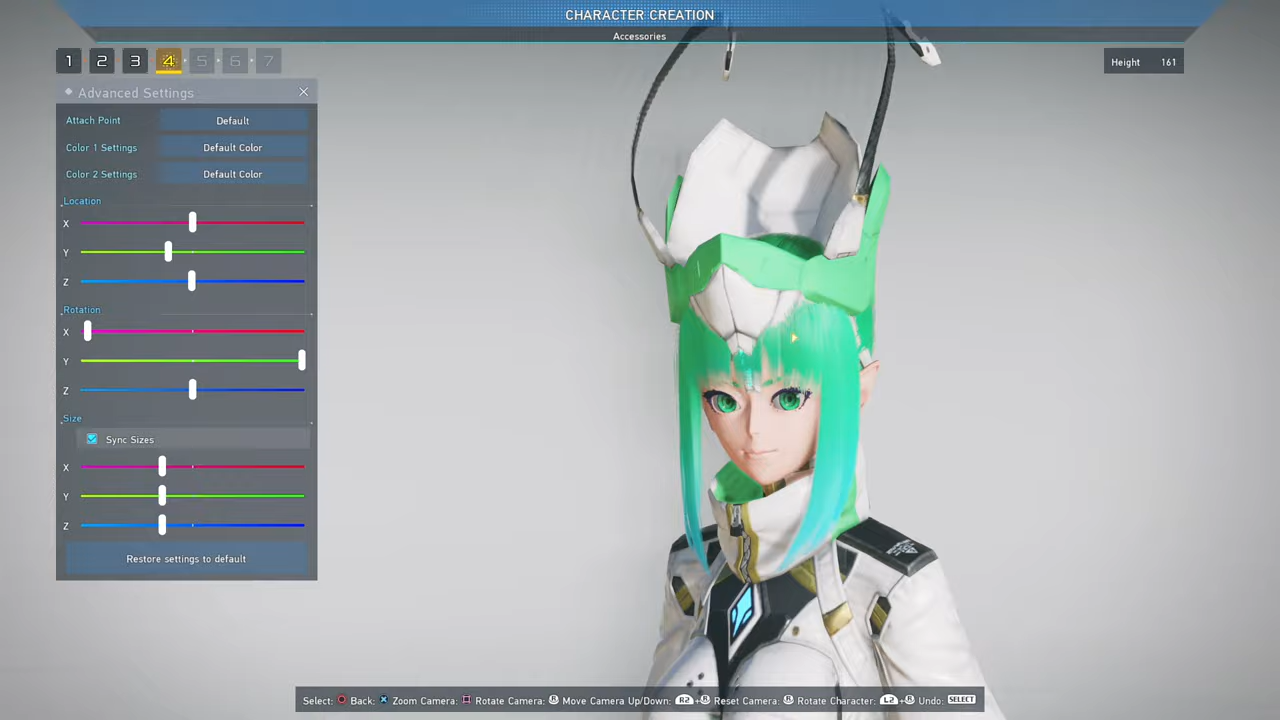 CHARACTER CREATION
Accessories
1 2 3 4 5 6 7
Height 161
Advanced Settings
Attach Point Default
Color 1 Settings Default Color
Color 2 Settings Default Color
Location
X
Y
Z
Rotation
X
Y
Z
Size
Sync Sizes
X
Y
Z
Restore settings to default
Select: Back: Zoom Camera: Rotate Camera: R Move Camera Up/Down: R2+R Reset Camera: R Rotate Character: L2+R Undo: SELECT